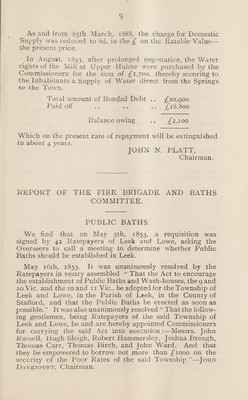 9
As and from 25th March, 1888, the charge for Domestic
Supply was reduced to 8d. in the £ on the Ratable Value—
the present price.
In August, 1893, after prolonged negotiation, the Water
rights of the Mill at Upper Hulme were purchased by the
Commissioners for the sum of £1,700, thereby securing to
the Inhabitants a Supply of Water direct from the Springs
to the Town.
Total amount of Bonded Debt .. £20,900
Paid off .. .. .. £18,800
Balance owing .. £2,100
Which on the present rate of repayment will be extinguished
in about 4 years.
JOHN N. FLATT,
Chairman.
REPORT OF THE FIRE BRIGADE AND BATHS
COMMITTEE.
PUBLIC BATHS.
We find that on May 5th, 1853, a requisition was
signed by 42 Ratepayers of Leek and Lowe, asking the
Overseers to call a meeting to determine whether Public
Baths should be established in Leek.
May 16th, 1853. It was unanimously resolved by the
Ratepayers in vestry assembled "That the Act to encourage
the establishment of Public Baths and Wash-houses, the 9 and
10 Vic. and the 10 and 11 Vic., be adopted for the Township of
Leek and Lowe, in the Parish of Leek, in the County of
Stafford, and that the Public Baths be erected as soon as
possible." It was also unanimously resolved "That the follow-
ing gentlemen, being Ratepayers of the said Township of
Leek and Lowe, be and are hereby appointed Commissioners
for carrying the said Act into execution:—Messrs. John
Russell, Hugh Sleigh, Robert Hammersley, Joshua Brough,
Thomas Carr, Thomas Birch, and John Ward. And that
they be empowered to borrow not more than £1000 on the
security of the Poor Rates of the said Township."—JOHN
DAVENPORT, Chairman.